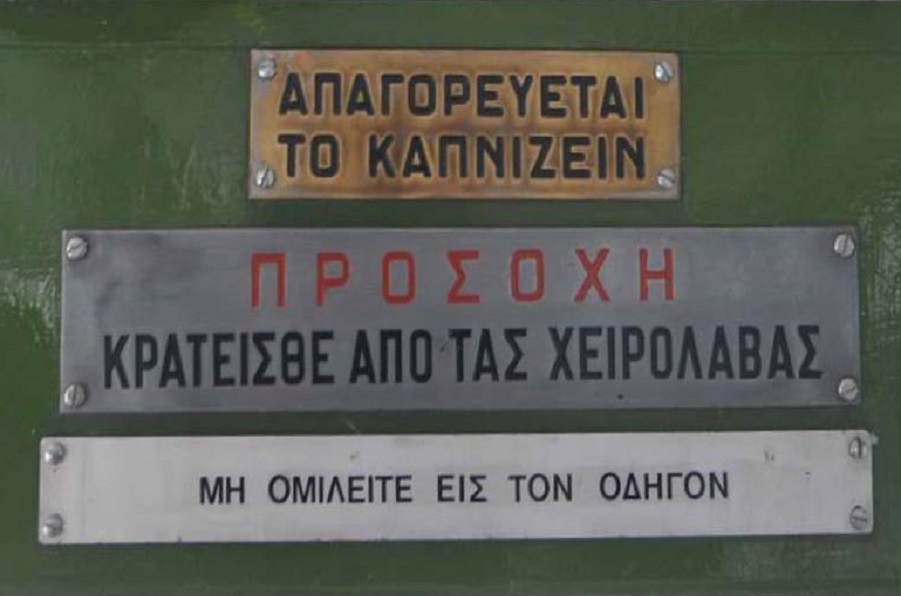 ΑΠΑΓΟΡΕΥΕΤΑΙ
ΤΟ ΚΑΠΝΙΖΕΙΝ
ΠΡΟΣΟΧΗ
ΚΡΑΤΕΙΣΘΕ ΑΠΟ ΤΑΣ ΧΕΙΡΟΛΑΒΑΣ
ΜΗ ΟΜΙΛΕΙΤΕ ΕΙΣ ΤΟΝ ΟΔΗΓΟΝ